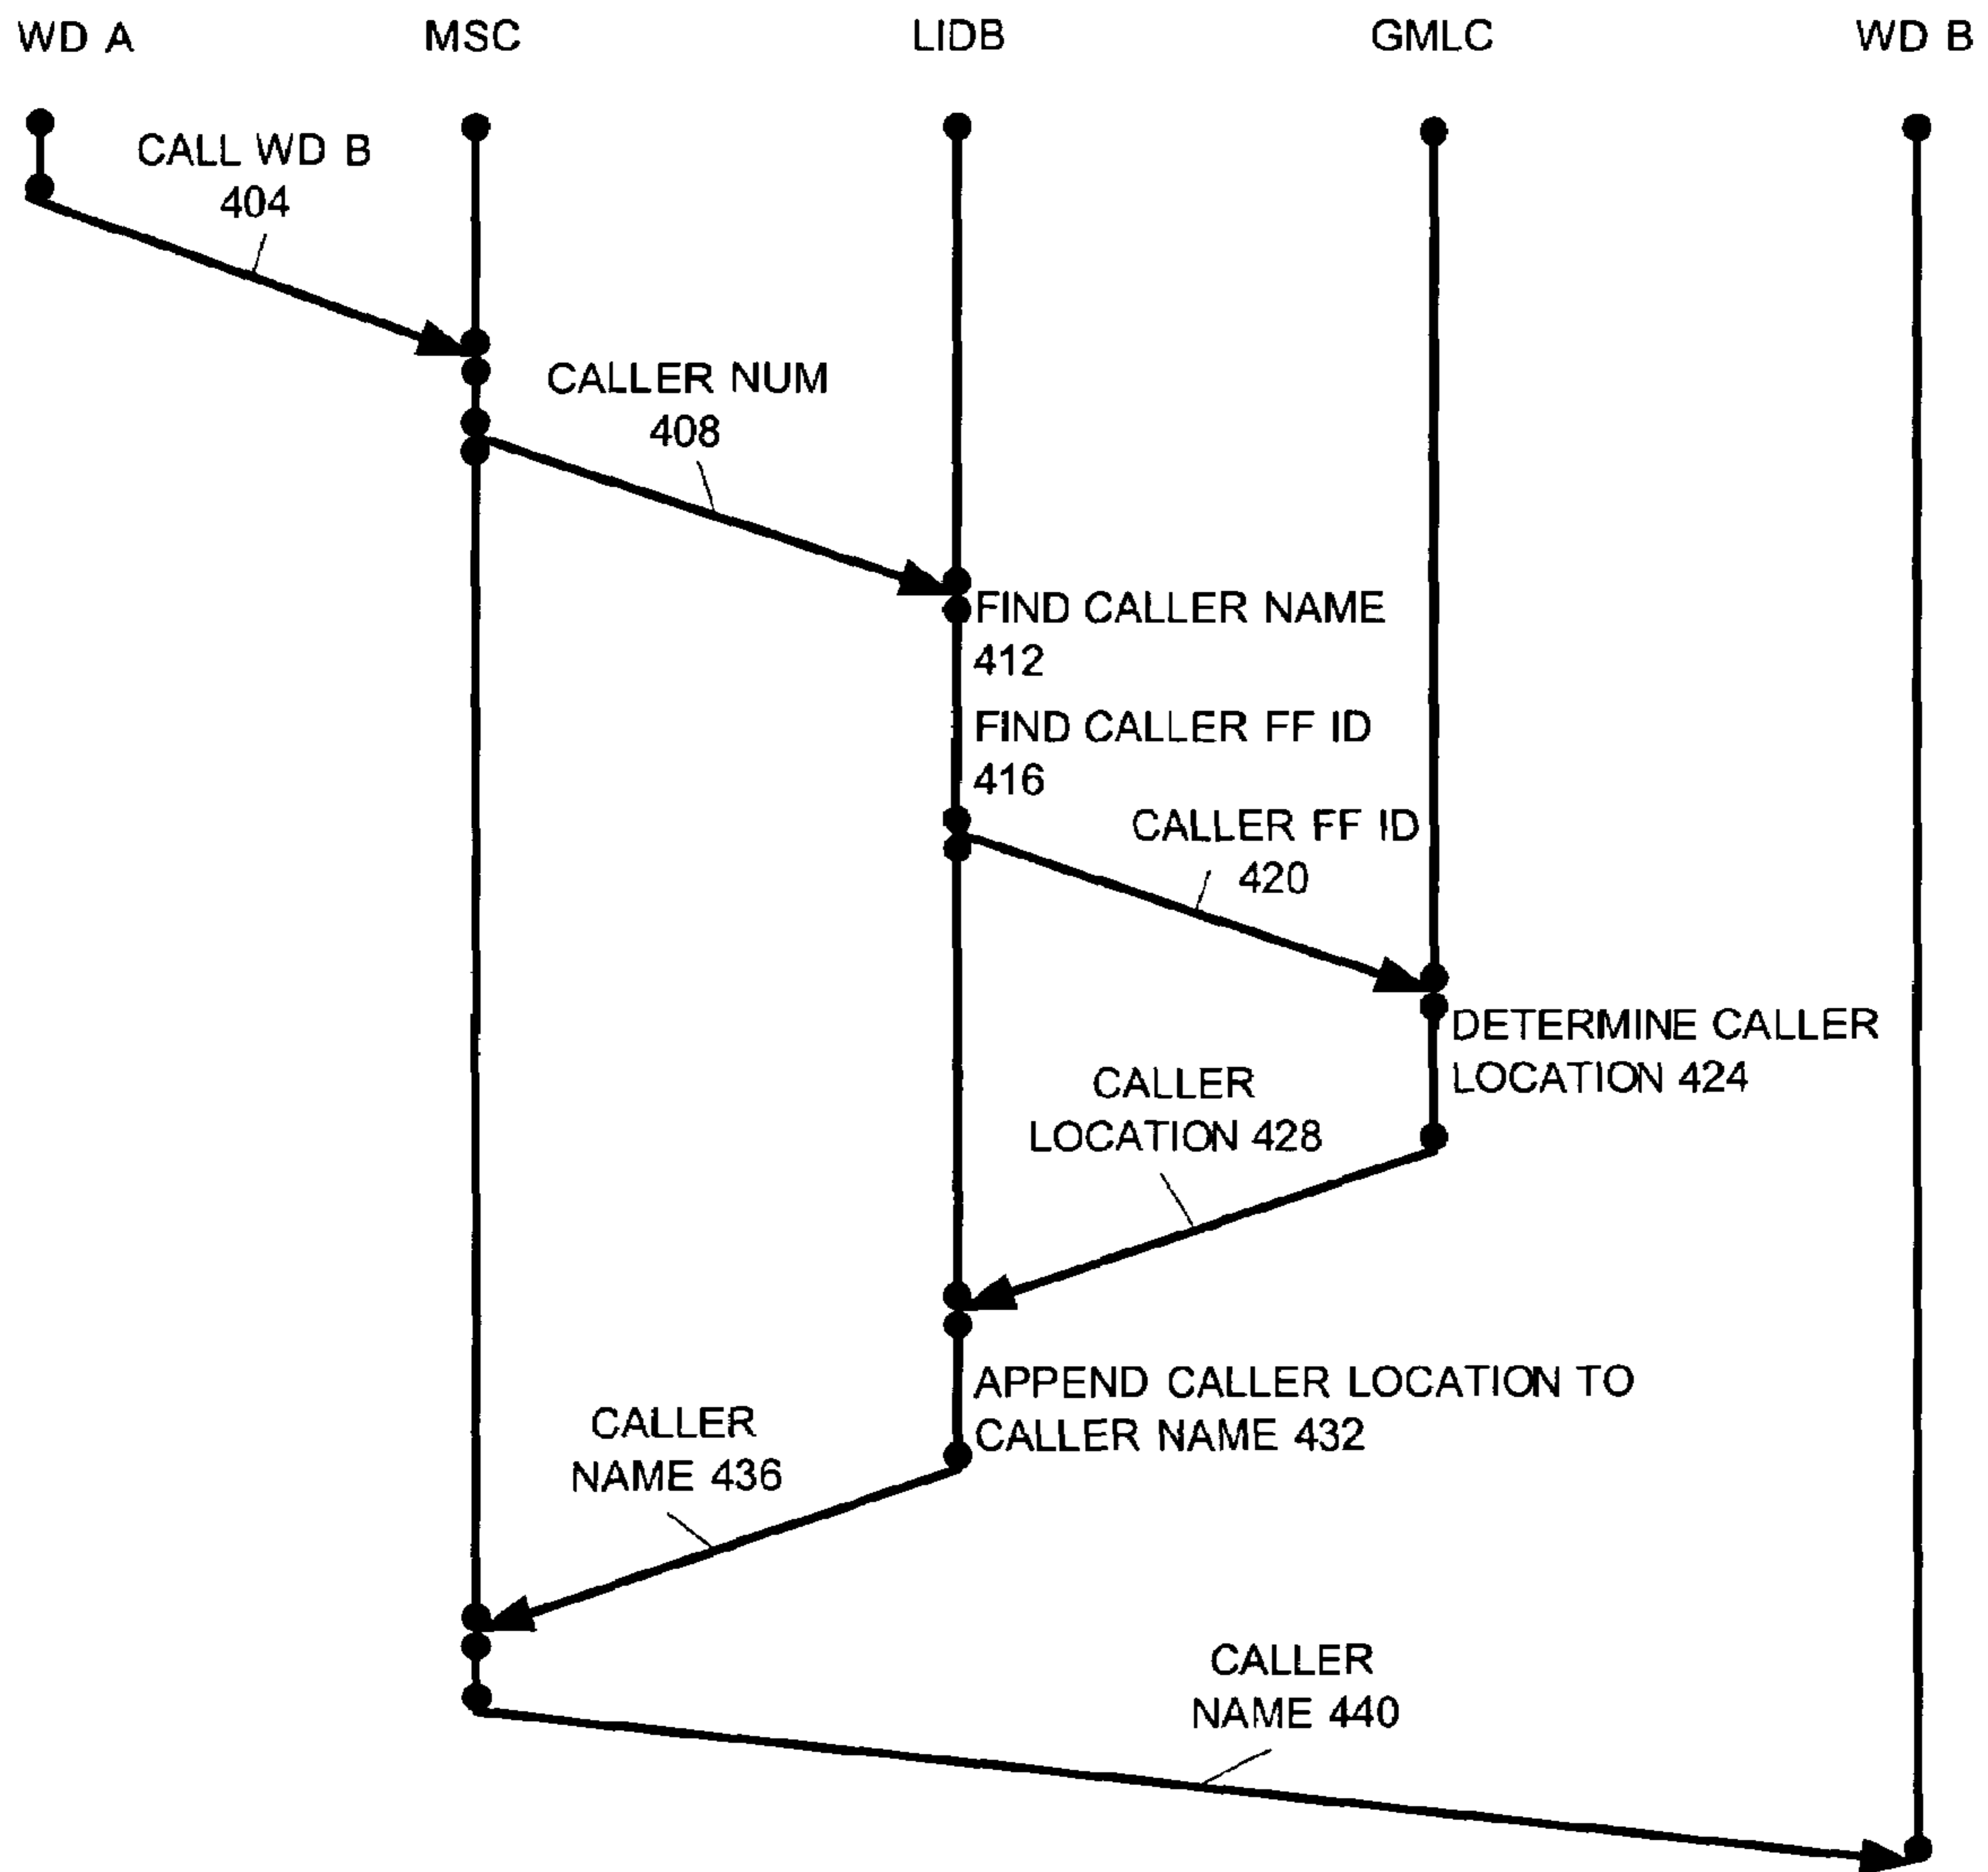 WD A
MSC
LIDB
GMLC
WD B
CALL WD B
404
CALLER NUM
408
FIND CALLER NAME
412
FIND CALLER FF ID
416
CALLER FF ID
420
DETERMINE CALLER
LOCATION 424
CALLER
LOCATION 428
APPEND CALLER LOCATION TO
CALLER NAME 432
CALLER
NAME 436
CALLER
NAME 440